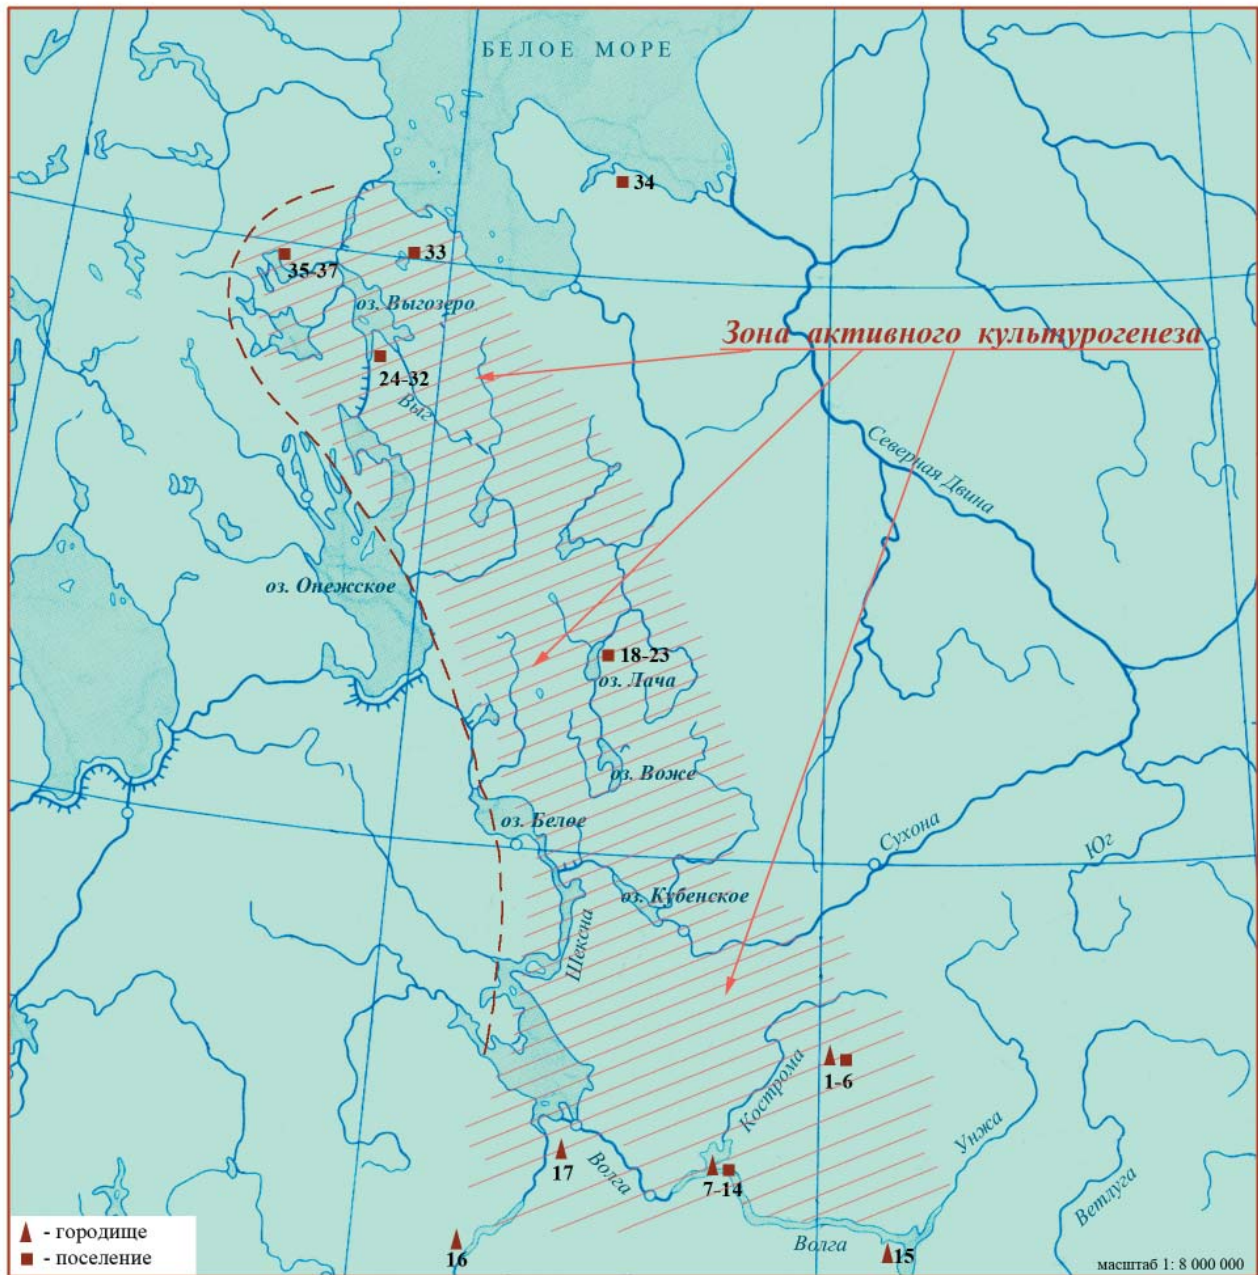 БЕЛОЕ МОРЕ
34
33
35-37
оз. Выгозеро
Зона активного культурогенеза
24-32
Выг
Северная Двина
оз. Онежское
18-23
оз. Лача
оз. Воже
оз. Белое
Сухона
Юг
оз. Кубенское
Шексна
Кострома
1-6
Унжа
17
Волга
7-14
Ветлуга
- городище
- поселение
16
Волга
15
масштаб 1: 8 000 000